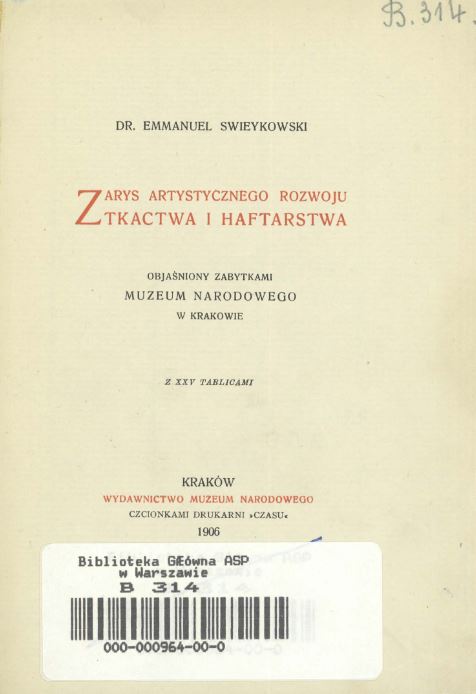 B. 314.
DR. EMMANUEL SWIEYKOWSKI
ZARYS ARTYSTYCZNEGO ROZWOJU
TKACTWA I HAFTARSTWA
OBJAŚNIONY ZABYTKAMI
MUZEUM NARODOWEGO
W KRAKOWIE
Z XXV TABLICAMI
KRAKÓW
WYDAWNICTWO MUZEUM NARODOWEGO
CZCIONKAMI DRUKARNI »CZASU«
1906
Biblioteka Główna ASP
w Warszawie
B 314
000-000964-00-0